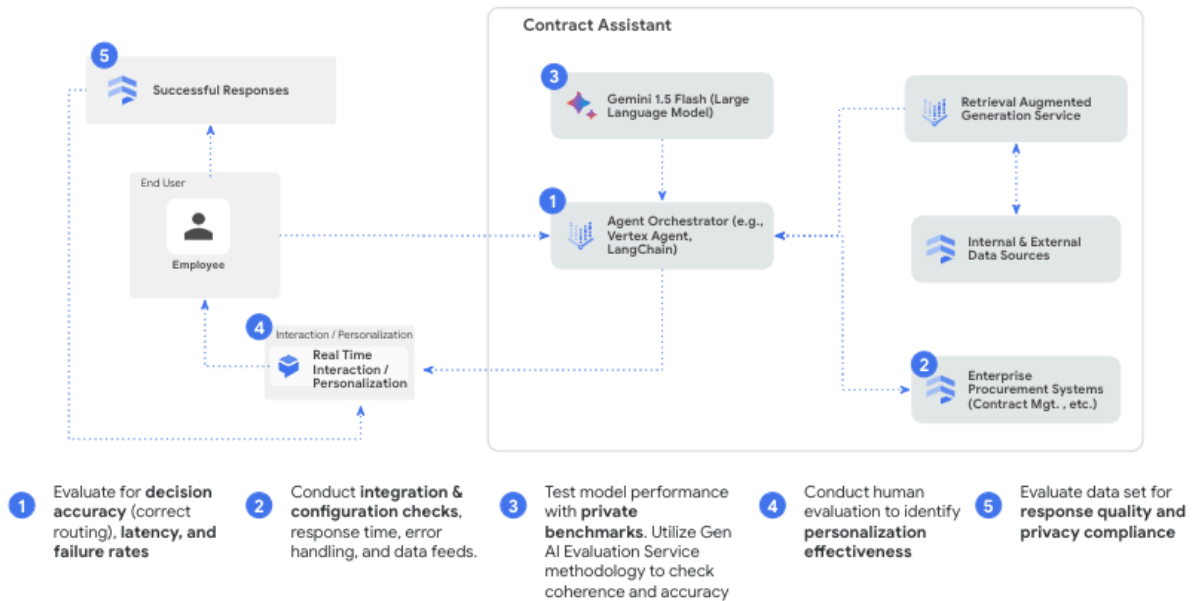 Contract Assistant
5
Successful Responses
3
Gemini 1.5 Flash (Large
Language Model)
Retrieval Augmented
Generation Service
End User
Employee
1
Agent Orchestrator (e.g.,
Vertex Agent,
LangChain)
Internal & External
Data Sources
4
Interaction / Personalization
Real Time
Interaction /
Personalization
2
Enterprise
Procurement Systems
(Contract Mgt. , etc.)
1
Evaluate for decision
accuracy (correct
routing), latency, and
failure rates
2
Conduct integration &
configuration checks,
response time, error
handling, and data feeds.
3
Test model performance
with private
benchmarks. Utilize Gen
AI Evaluation Service
methodology to check
coherence and accuracy
4
Conduct human
evaluation to identify
personalization
effectiveness
5
Evaluate data set for
response quality and
privacy compliance